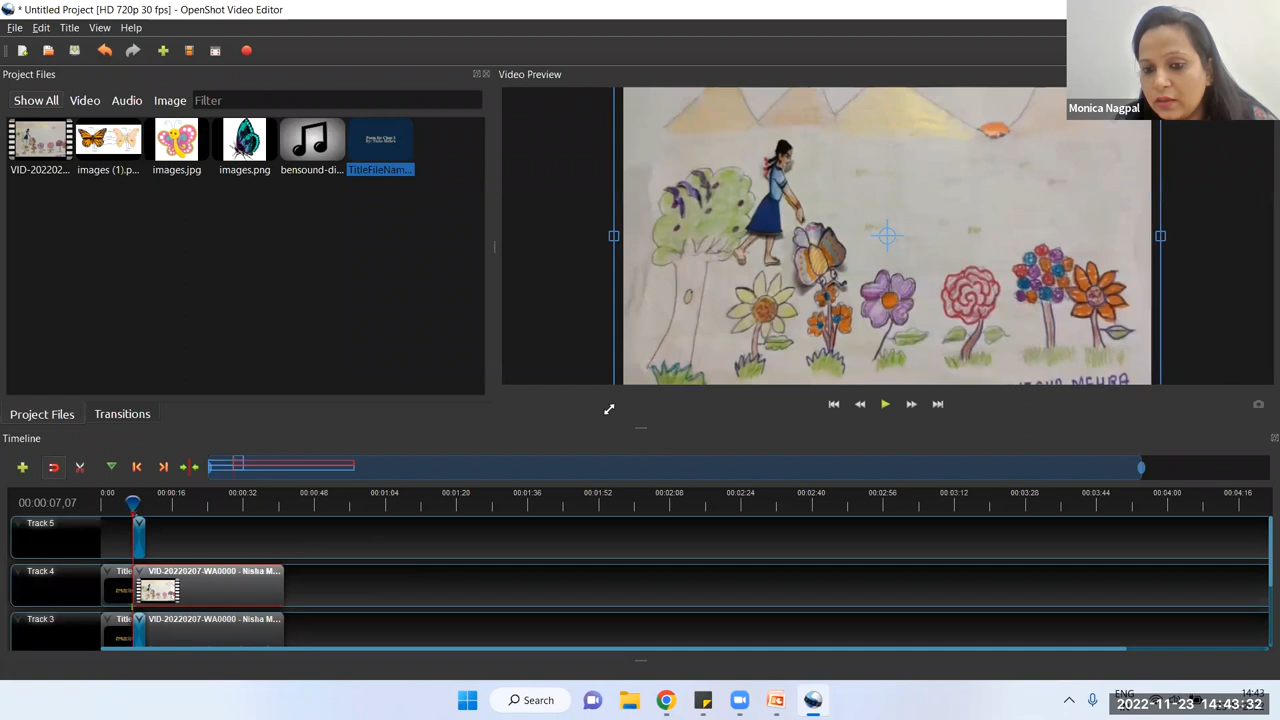 * Untitled Project [HD 720p 30 fps] - OpenShot Video Editor
File Edit Title View Help
Project Files
Video Preview
Monica Nagpal
Show All Video Audio Image Filter
VID-202202... images (1).p... images.jpg images.png bensound-di... TitleFileNam...
Project Files Transitions
Timeline
00:00:07,07
0:00 00:00:16 00:00:32 00:00:48 00:01:04 00:01:20 00:01:36 00:01:52 00:02:08 00:02:24 00:02:40 00:02:56 00:03:12 00:03:28 00:03:44 00:04:00 00:04:16
Track 5
Track 4 Title VID-20220207-WA0000 - Nisha M...
Track 3 Title VID-20220207-WA0000 - Nisha M...
Search
ENG 14:43
2022-11-23 14:43:32